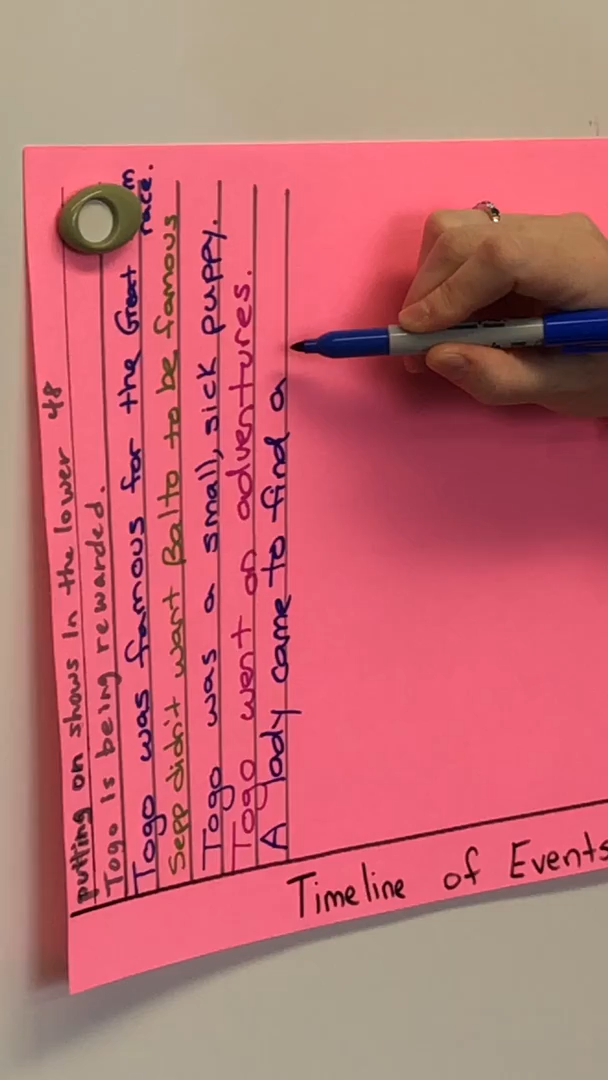 putting on shows in the lower 48
Togo is being rewarded.
Togo was famous for the Great
race.
Sepp didn't want Balto to be famous
Togo was a small, sick puppy.
Togo went on adventures.
A lady came to find a
Timeline of Events